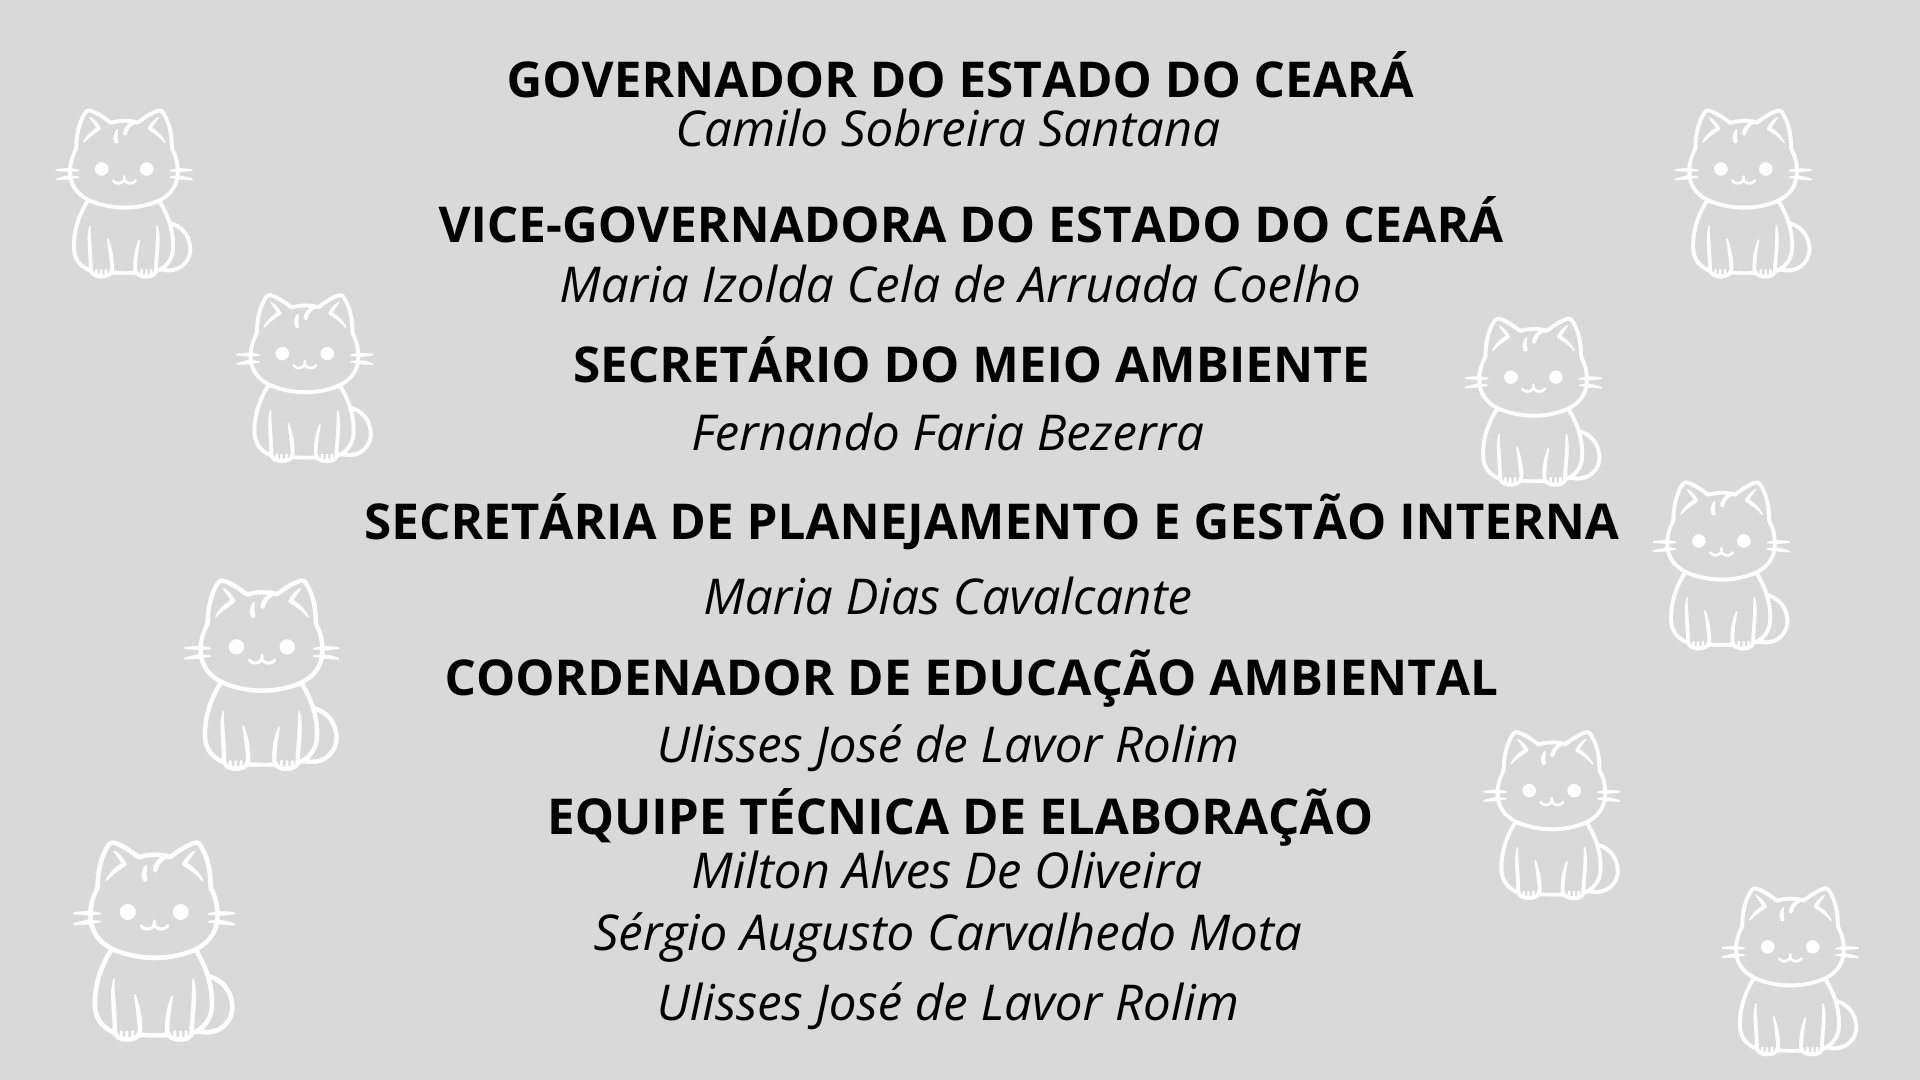 GOVERNADOR DO ESTADO DO CEARÁ
Camilo Sobreira Santana
VICE-GOVERNADORA DO ESTADO DO CEARÁ
Maria Izolda Cela de Arruada Coelho
SECRETÁRIO DO MEIO AMBIENTE
Fernando Faria Bezerra
SECRETÁRIA DE PLANEJAMENTO E GESTÃO INTERNA
Maria Dias Cavalcante
COORDENADOR DE EDUCAÇÃO AMBIENTAL
Ulisses José de Lavor Rolim
EQUIPE TÉCNICA DE ELABORAÇÃO
Milton Alves De Oliveira
Sérgio Augusto Carvalhedo Mota
Ulisses José de Lavor Rolim